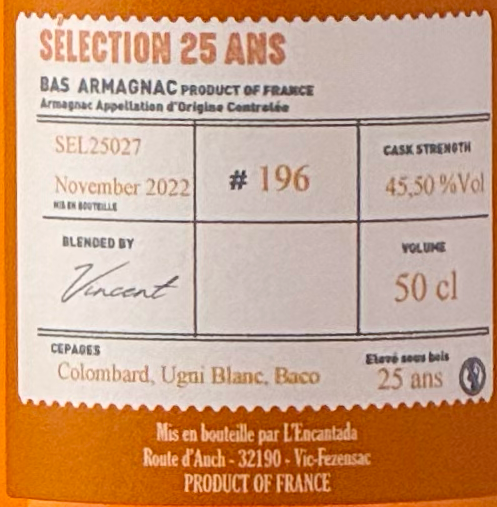 SÉLECTION 25 ANS
BAS ARMAGNAC PRODUCT OF FRANCE
Armagnac Appellation d'Origine Controlée
SEL25027
November 2022
MIS EN BOUTEILLE
# 196
CASK STRENGTH
45,50 %Vol
BLENDED BY
Vincent
VOLUME
50 cl
CEPAGES
Colombard, Ugni Blanc, Baco
Elevé sous bois
25 ans
Mis en bouteille par L'Encantada
Route d'Auch - 32190 - Vic-Fezensac
PRODUCT OF FRANCE